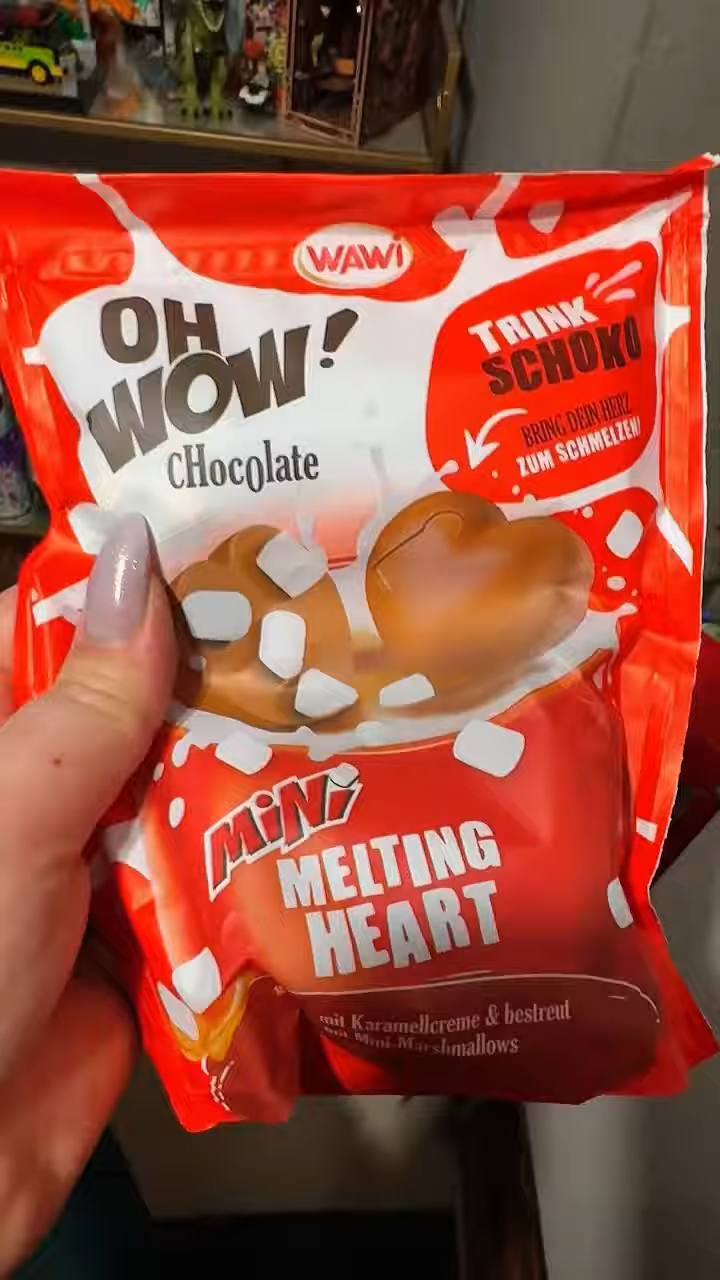 WAWi
OH
WOW!
CHocolate
TRINK
SCHOKO
BRING DEIN HERZ
ZUM SCHMELZEN!
MiNi
MELTING
HEART
mit Karamellcreme & bestreut
mit Mini-Marshmallows